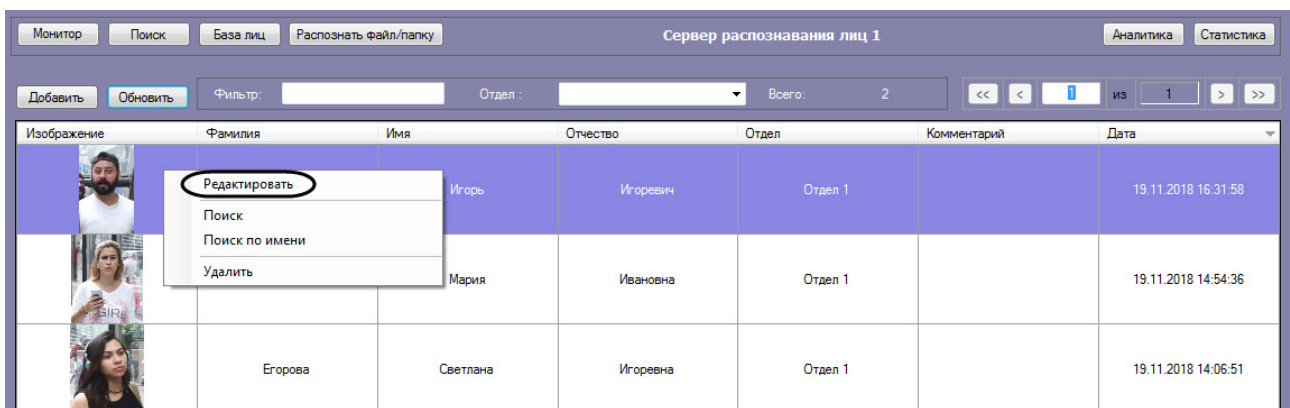 Монитор Поиск База лиц Распознать файл/папку Сервер распознавания лиц 1 Аналитика Статистика
Добавить Обновить Фильтр: Отдел : Всего: 2 << < 1 из 1 > >>
Изображение Фамилия Имя Отчество Отдел Комментарий Дата
Редактировать
Игорь Игоревич Отдел 1 19.11.2018 16:31:58
Поиск
Поиск по имени
Удалить
Мария Ивановна Отдел 1 19.11.2018 14:54:36
GIRL
Егорова Светлана Игоревна Отдел 1 19.11.2018 14:06:51